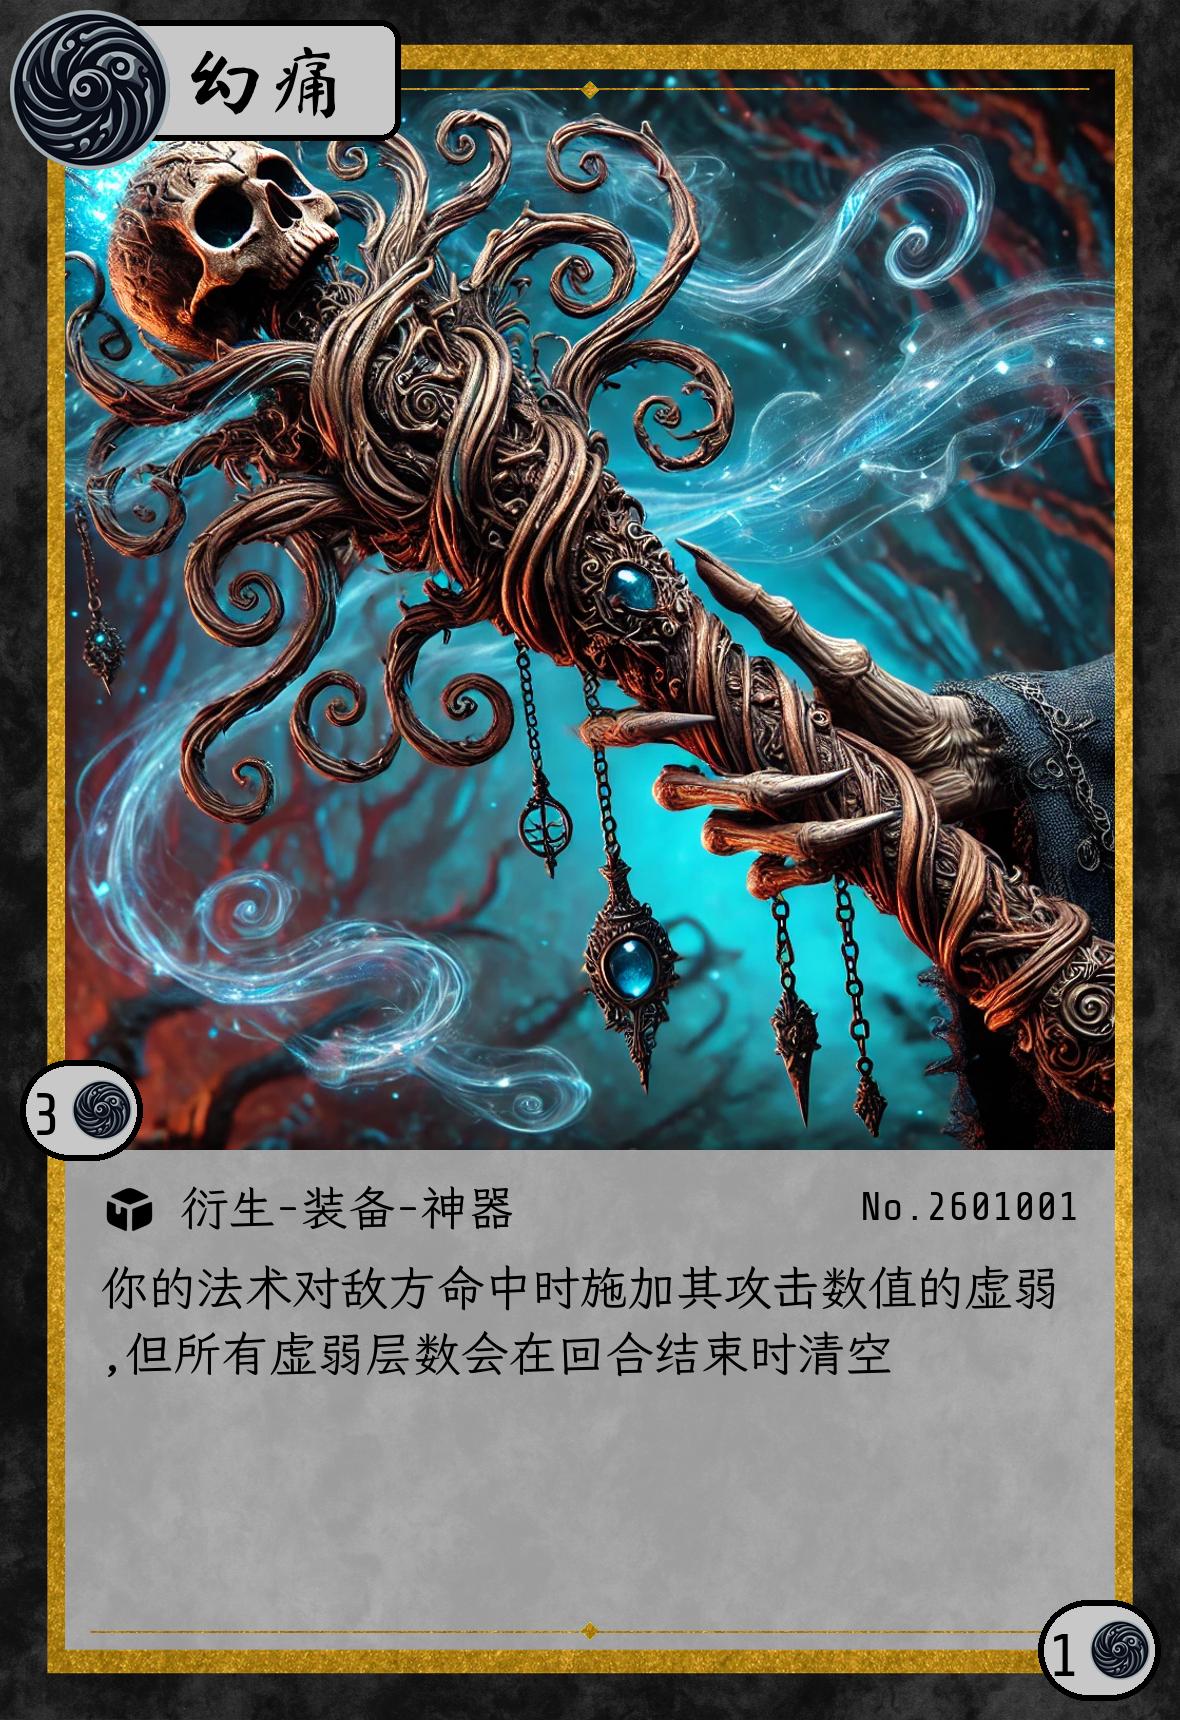 幻痛
3
衍生-装备-神器
No.2601001
你的法术对敌方命中时施加其攻击数值的虚弱
,但所有虚弱层数会在回合结束时清空
1